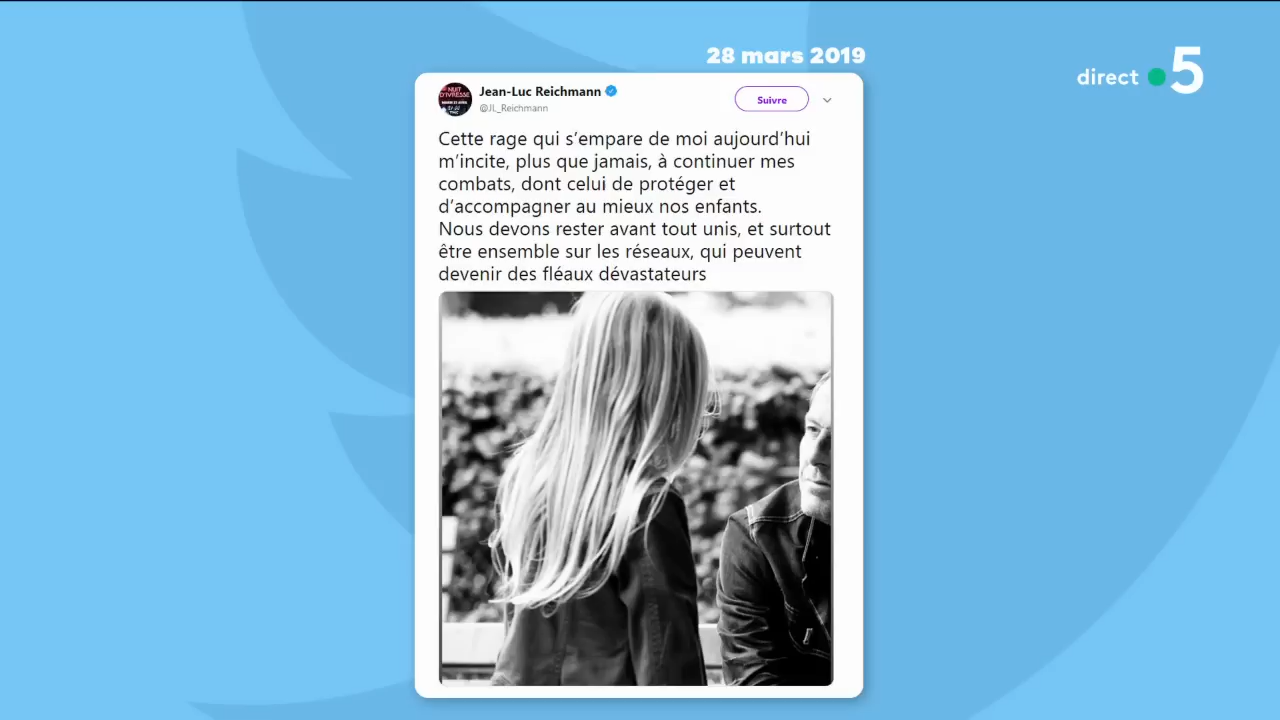 28 mars 2019
direct 5
Jean-Luc Reichmann
@JL_Reichmann
Suivre
Cette rage qui s’empare de moi aujourd’hui
m’incite, plus que jamais, à continuer mes
combats, dont celui de protéger et
d’accompagner au mieux nos enfants.
Nous devons rester avant tout unis, et surtout
être ensemble sur les réseaux, qui peuvent
devenir des fléaux dévastateurs